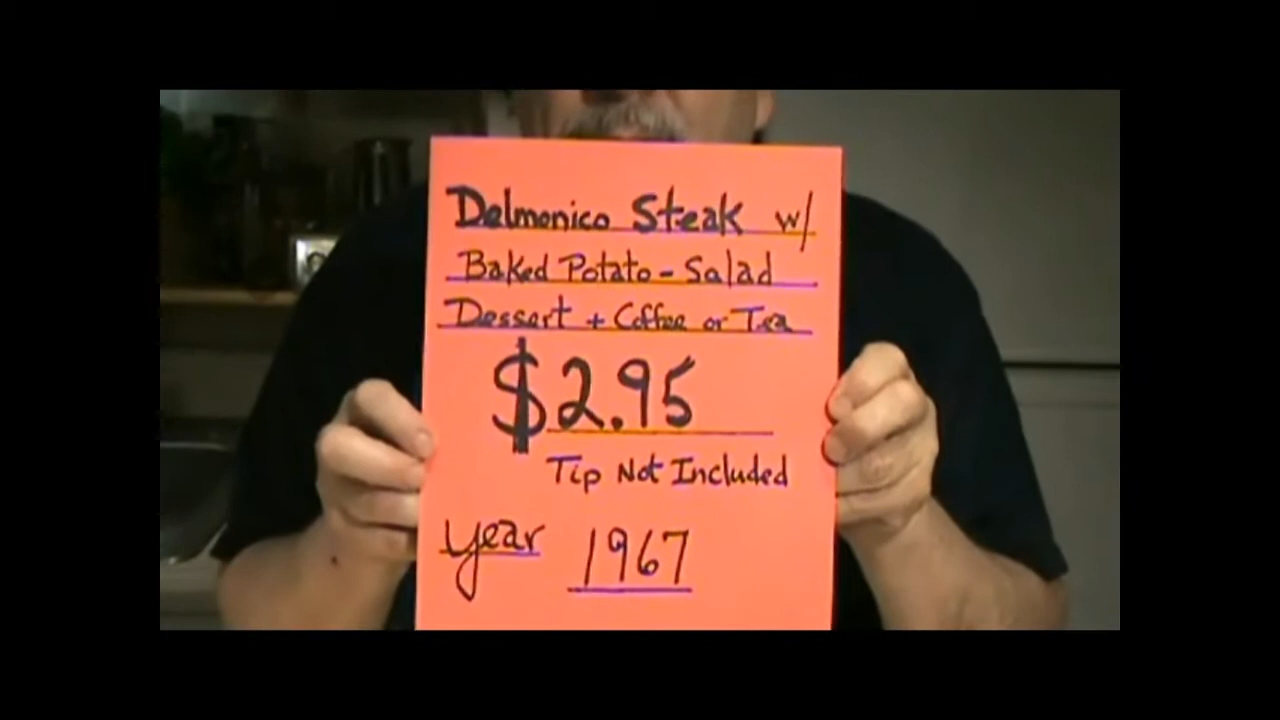 Delmonico Steak w/
Baked Potato - Salad
Dessert + Coffee or Tea
$2.95
Tip Not Included
year 1967